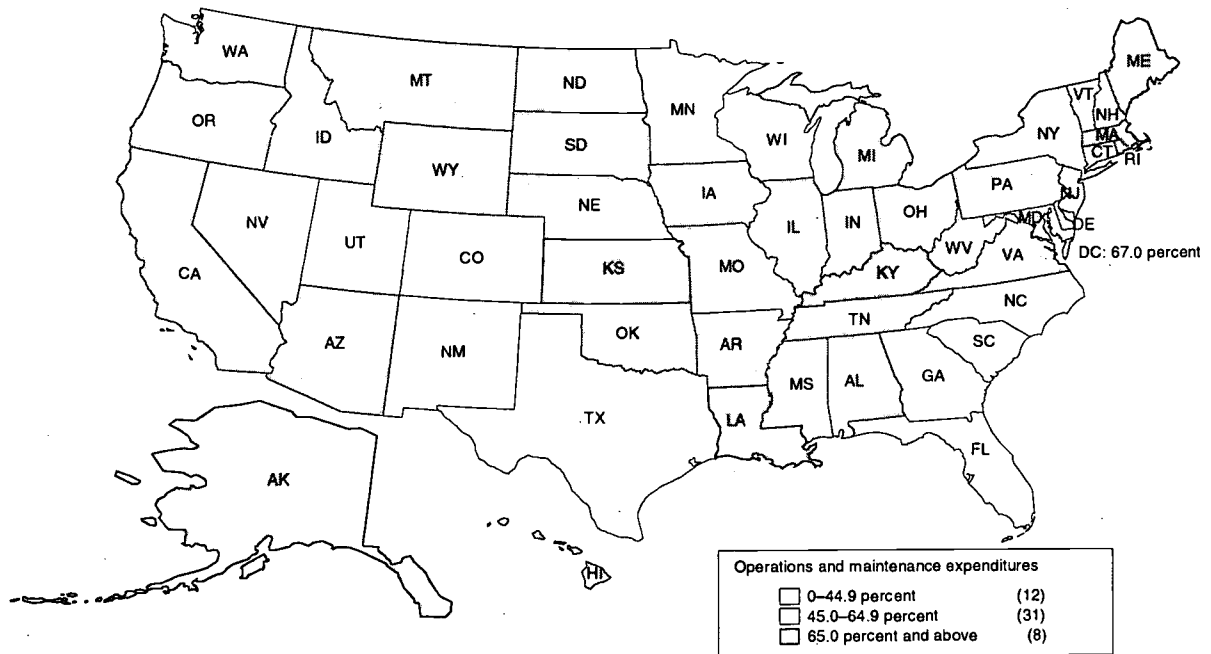 WA
MT
ND
MN
ME
VT
NH
OR
ID
SD
WI
MI
NY
MA
CT
RI
WY
NE
IA
PA
NJ
NV
UT
CO
IL
IN
OH
MD
DE
WV
VA
DC: 67.0 percent
CA
KS
MO
KY
NC
TN
AZ
NM
OK
AR
SC
MS
AL
GA
TX
LA
FL
AK
HI
Operations and maintenance expenditures
0–44.9 percent (12)
45.0–64.9 percent (31)
65.0 percent and above (8)